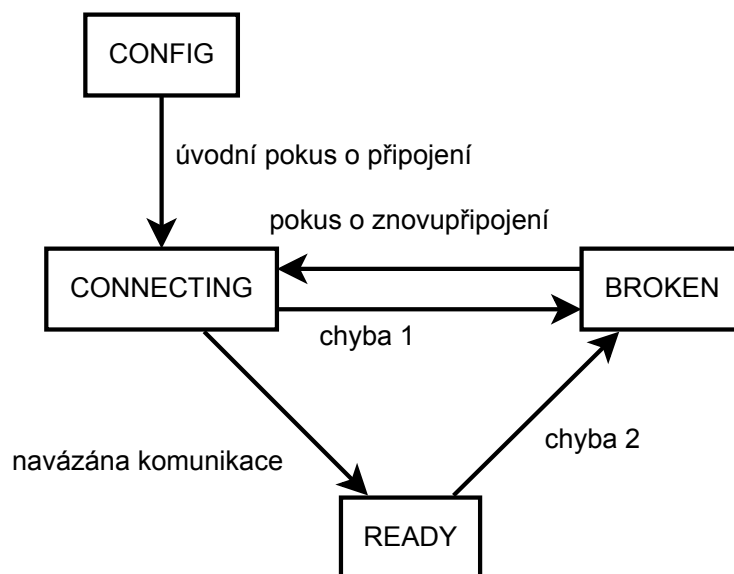 CONFIG
úvodní pokus o připojení
pokus o znovupřipojení
CONNECTING
BROKEN
chyba 1
chyba 2
navázána komunikace
READY